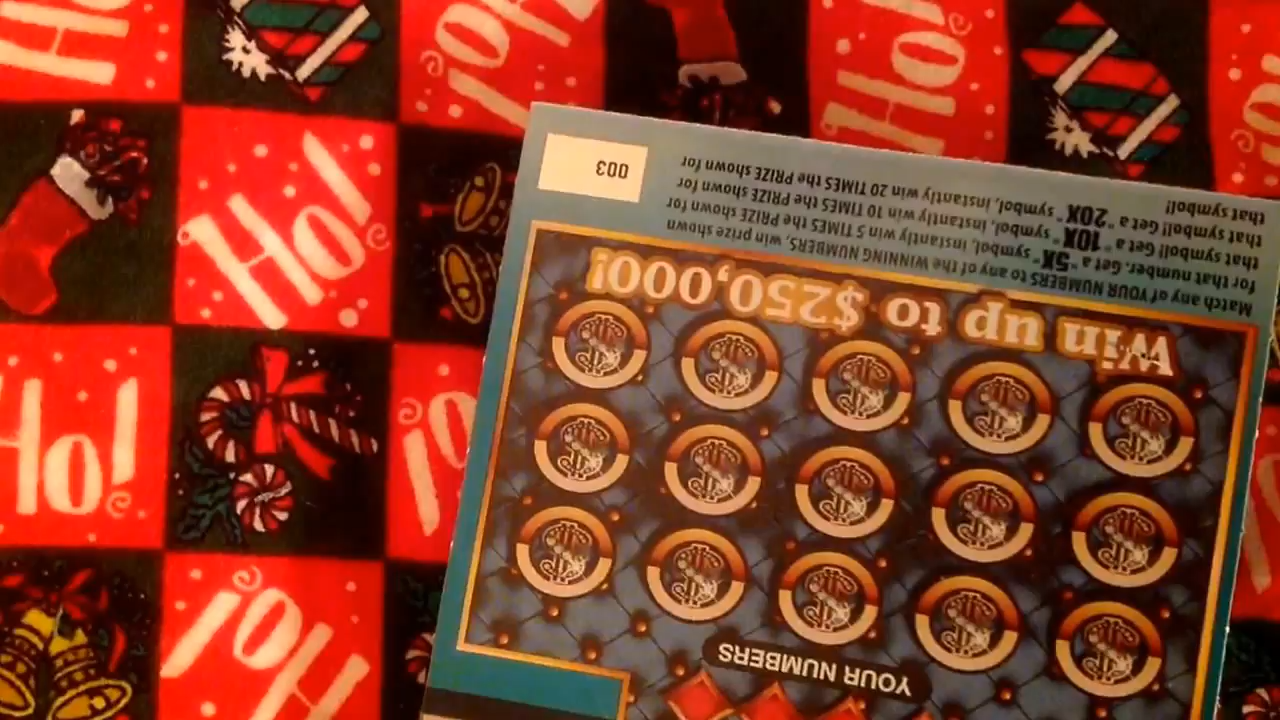 Ho!
Ho!
Ho!
Ho!
Ho!
Ho!
Ho!
YOUR NUMBERS
Win up to $250,000!
Match any of YOUR NUMBERS to any of the WINNING NUMBERS, win prize shown
for that number. Get a "5X" symbol, instantly win 5 TIMES the PRIZE shown for
that symbol! Get a "10X" symbol, instantly win 10 TIMES the PRIZE shown for
that symbol! Get a "20X" symbol, instantly win 20 TIMES the PRIZE shown for
that symbol!
003